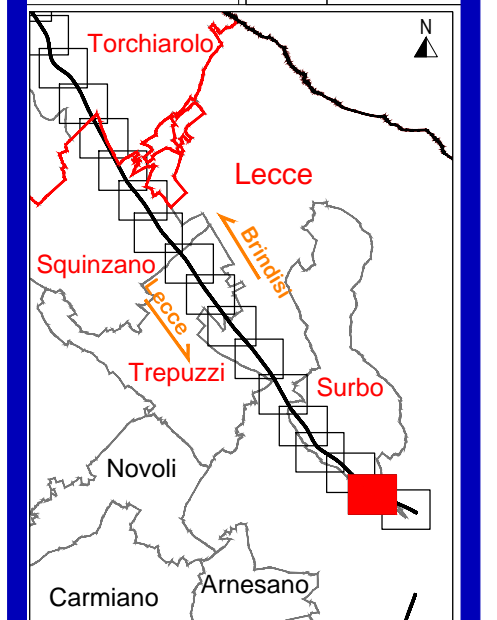 N
Torchiarolo
Lecce
Brindisi
Squinzano
Lecce
Trepuzzi
Surbo
Novoli
Arnesano
Carmiano